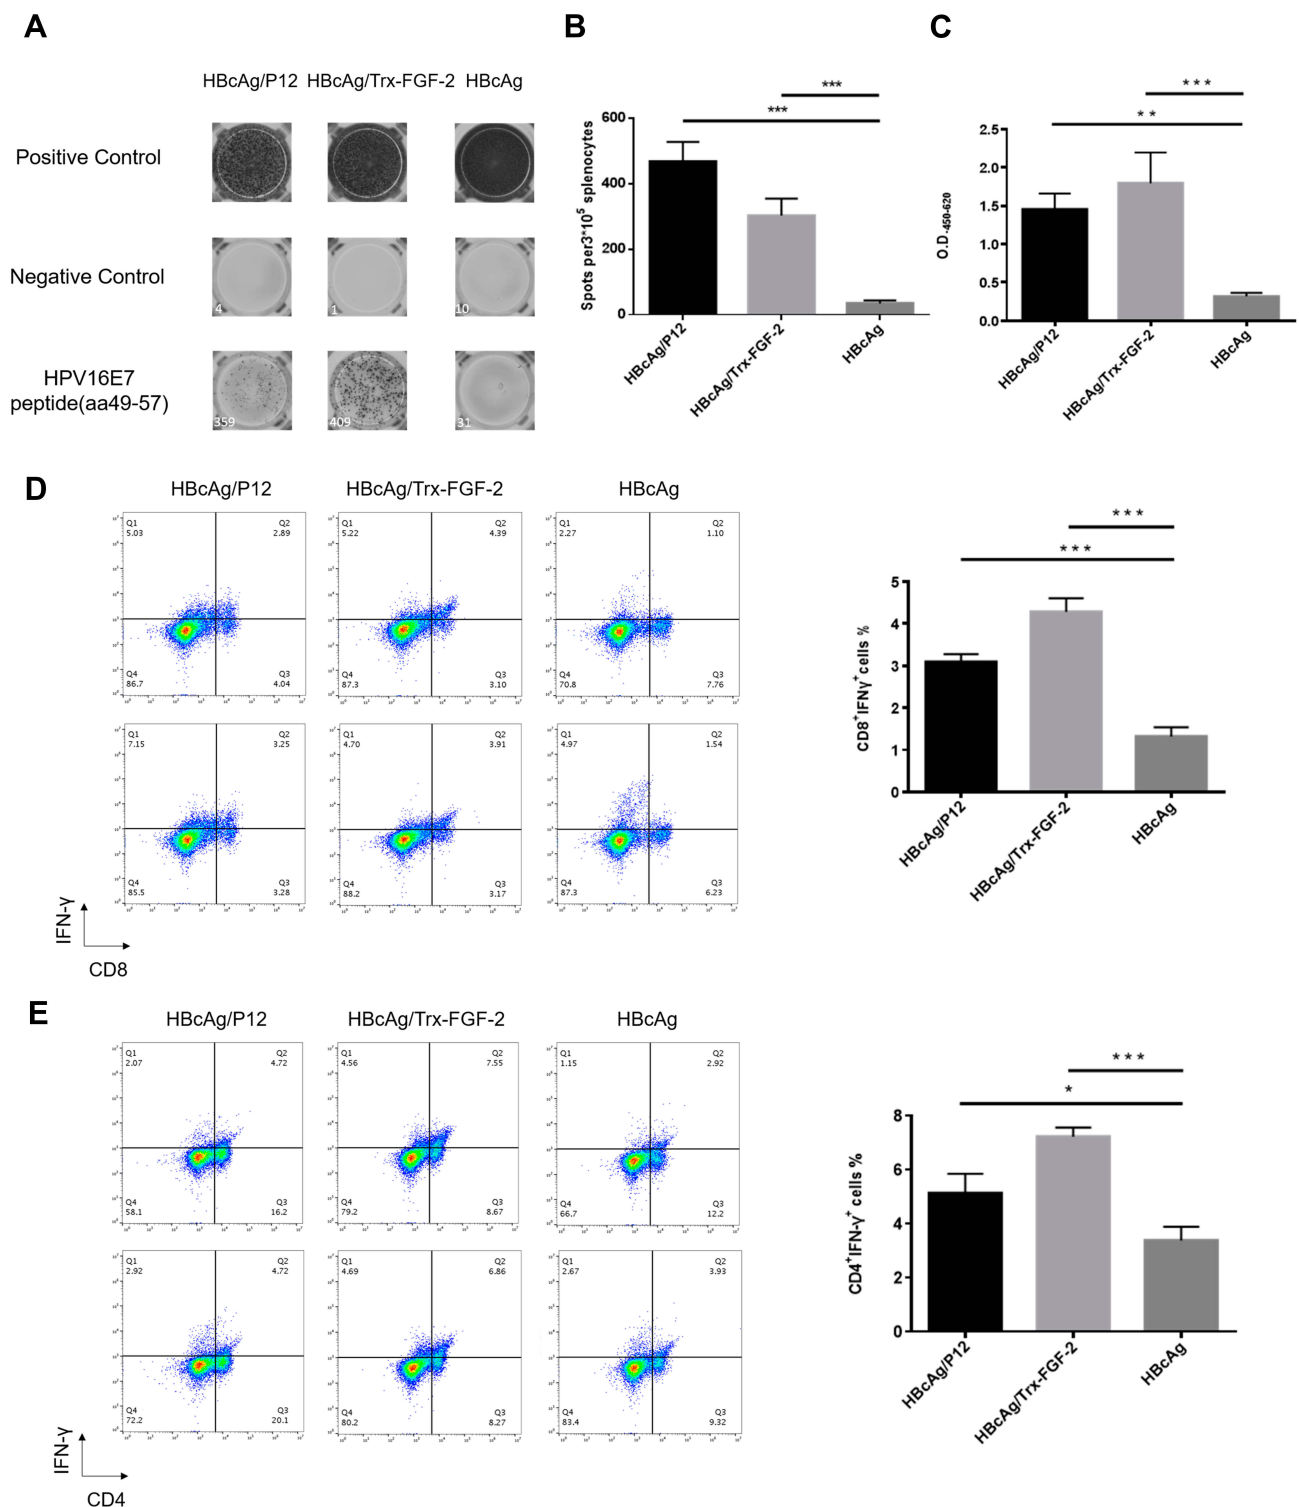 A
HBcAg/P12 HBcAg/Trx-FGF-2 HBcAg
Positive Control
Negative Control
4 1 10
HPV16E7
peptide(aa49-57)
359 409 31
B
***
***
Spots per3*10⁵ splenocytes
600
400
200
0
HBcAg/P12
HBcAg/Trx-FGF-2
HBcAg
C
***
**
O.D-450-620
2.5
2.0
1.5
1.0
0.5
0.0
HBcAg/P12
HBcAg/Trx-FGF-2
HBcAg
D
HBcAg/P12 HBcAg/Trx-FGF-2 HBcAg
Q1 Q2 Q1 Q2 Q1 Q2
5.03 2.89 5.22 4.39 2.27 1.10
Q4 Q3 Q4 Q3 Q4 Q3
86.7 4.04 87.3 3.10 70.8 7.76
Q1 Q2 Q1 Q2 Q1 Q2
7.15 3.25 4.70 3.91 4.97 1.54
Q4 Q3 Q4 Q3 Q4 Q3
85.5 3.28 88.2 3.17 87.3 6.23
IFN-γ
CD8
***
***
CD8⁺IFNγ⁺cells %
5
4
3
2
1
0
HBcAg/P12
HBcAg/Trx-FGF-2
HBcAg
E
HBcAg/P12 HBcAg/Trx-FGF-2 HBcAg
Q1 Q2 Q1 Q2 Q1 Q2
2.07 4.72 4.56 7.55 1.15 2.92
Q4 Q3 Q4 Q3 Q4 Q3
58.1 16.2 79.2 8.67 66.7 12.2
Q1 Q2 Q1 Q2 Q1 Q2
2.92 4.72 4.69 6.86 2.67 3.93
Q4 Q3 Q4 Q3 Q4 Q3
72.2 20.1 80.2 8.27 83.4 9.32
IFN-γ
CD4
***
*
CD4⁺IFN-γ⁺ cells %
8
6
4
2
0
HBcAg/P12
HBcAg/Trx-FGF-2
HBcAg